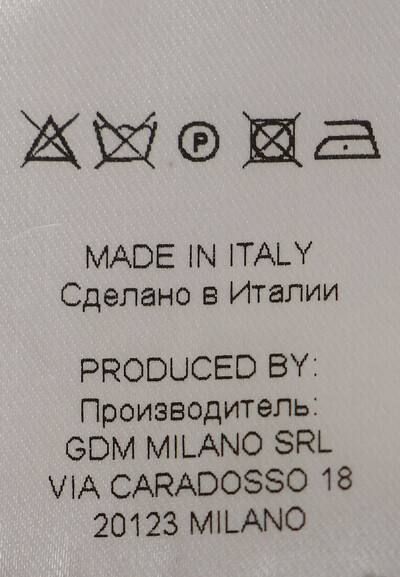 P
MADE IN ITALY
Сделано в Италии
PRODUCED BY:
Производитель:
GDM MILANO SRL
VIA CARADOSSO 18
20123 MILANO